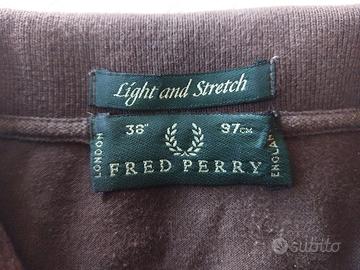 Light and Stretch
38" 97CM
LONDON
FRED PERRY
ENGLAND
subito